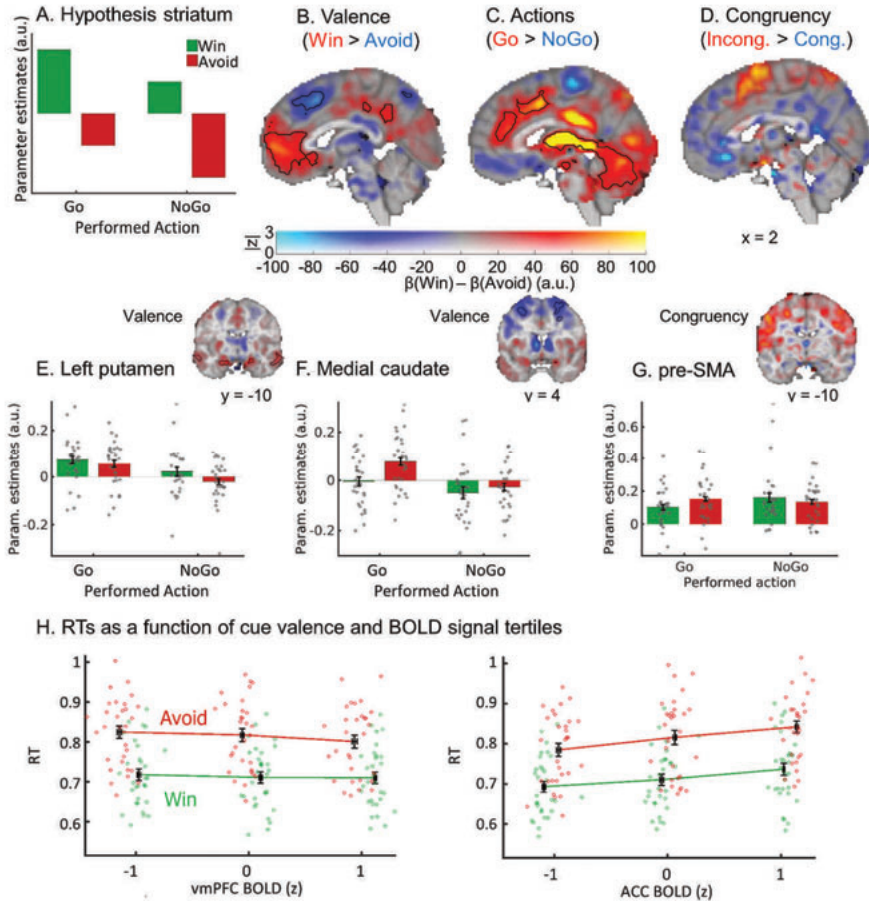 A. Hypothesis striatum
Parameter estimates (a.u.)
Win
Avoid
Go
NoGo
Performed Action
B. Valence
(Win > Avoid)
C. Actions
(Go > NoGo)
D. Congruency
(Incong. > Cong.)
x = 2
|z|
3
0
-100 -80 -60 -40 -20 0 20 40 60 80 100
β(Win) – β(Avoid) (a.u.)
Valence
y = -10
E. Left putamen
Param. estimates (a.u.)
0.2
0
-0.2
Go
NoGo
Performed Action
Valence
y = 4
F. Medial caudate
Param. estimates (a.u.)
0.2
0
-0.2
Go
NoGo
Performed Action
Congruency
y = -10
G. pre-SMA
Param. estimates (a.u.)
0.6
0.4
0.2
0
Go
NoGo
Performed action
H. RTs as a function of cue valence and BOLD signal tertiles
RT
1
0.9
0.8
0.7
0.6
Avoid
Win
-1 0 1
vmPFC BOLD (z)
RT
1
0.9
0.8
0.7
0.6
-1 0 1
ACC BOLD (z)